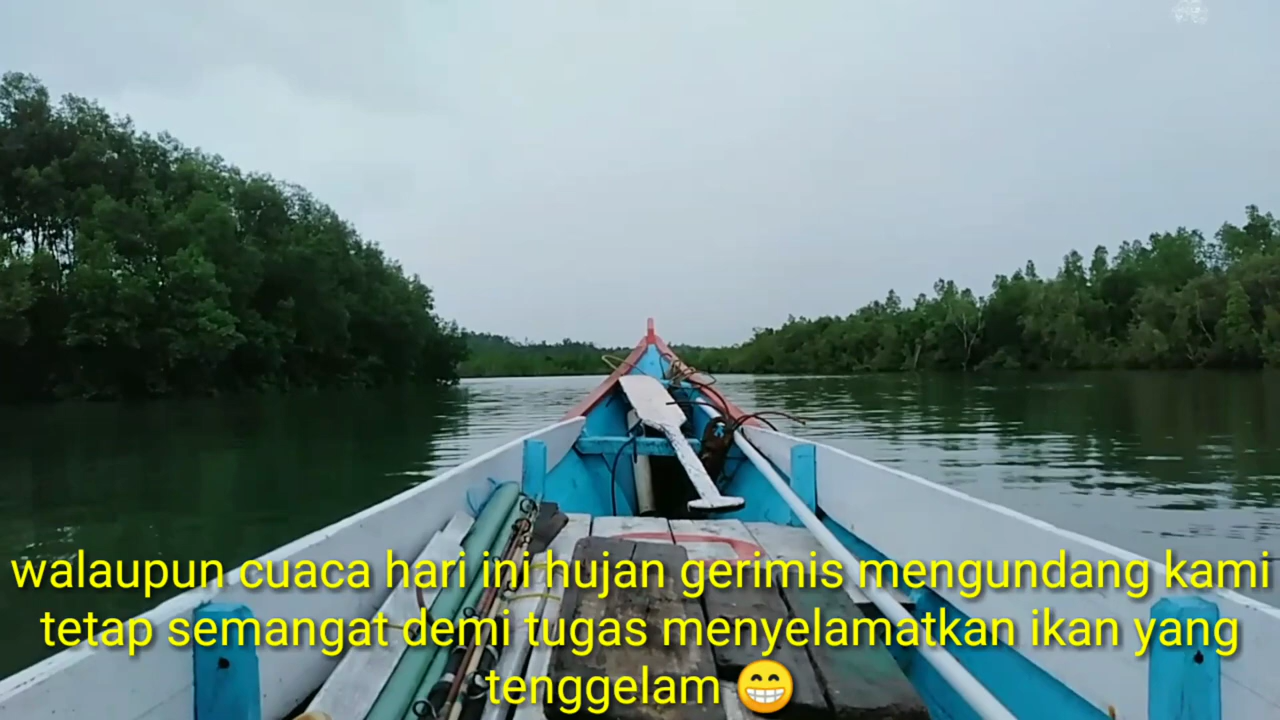 walaupun cuaca hari ini hujan gerimis mengundang kami
tetap semangat demi tugas menyelamatkan ikan yang
tenggelam 😁